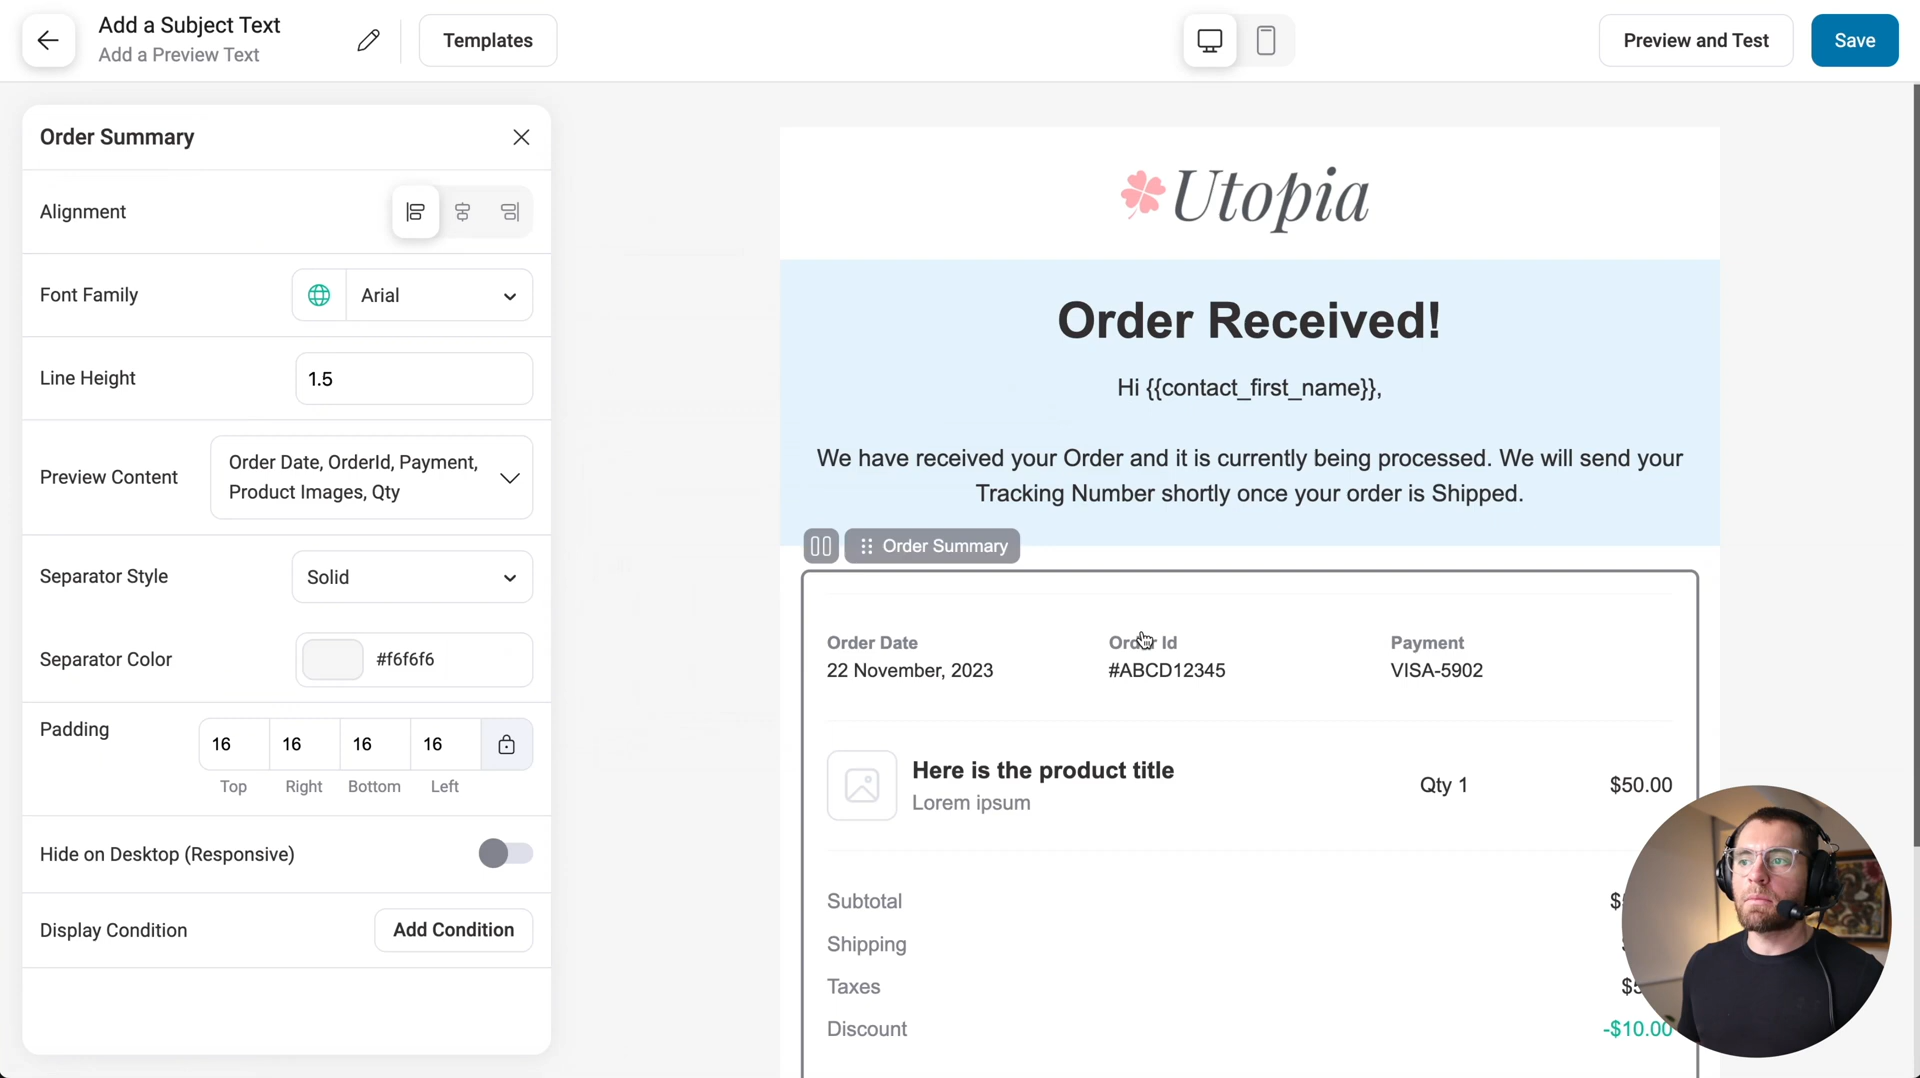 Add a Subject Text
Add a Preview Text
Templates
Preview and Test
Save
Order Summary
Alignment
Font Family
Arial
Line Height
1.5
Preview Content
Order Date, OrderId, Payment,
Product Images, Qty
Separator Style
Solid
Separator Color
#f6f6f6
Padding
16 16 16 16
Top Right Bottom Left
Hide on Desktop (Responsive)
Display Condition
Add Condition
Utopia
Order Received!
Hi {{contact_first_name}},
We have received your Order and it is currently being processed. We will send your
Tracking Number shortly once your order is Shipped.
Order Summary
Order Date Order Id Payment
22 November, 2023 #ABCD12345 VISA-5902
Here is the product title
Lorem ipsum
Qty 1
$50.00
Subtotal
Shipping
Taxes
Discount
-$10.00